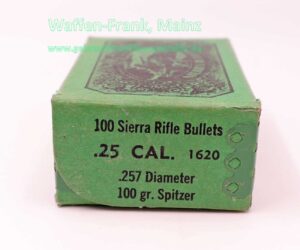 Waffen-Frank, Mainz
100 Sierra Rifle Bullets
.25 CAL. 1620
.257 Diameter
100 gr. Spitzer